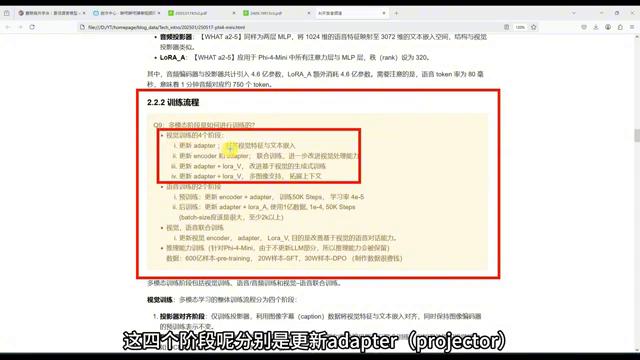 音频投影器：【WHAT a2-5】同样为两层 MLP，将 1024 维的语音特征映射至 3072 维的文本嵌入空间，结构与视觉投影器类似。
LoRA_A：【WHAT a2-5】应用于 Phi-4-Mini 中所有注意力层与 MLP 层，秩（rank）设为 320。
其中，音频编码器与投影器共计引入 4.6 亿参数，LoRA_A 额外消耗 4.6 亿参数。需要注意的是，语音 token率为 80 毫秒，意味着 1 分钟音频对应约 750 个 token。
2.2.2 训练流程
Q9：多模态阶段是如何进行训练的？
视觉训练的4个阶段：
i. 更新 adapter， 视觉特征与文本嵌入
ii. 更新 encoder 和 adapter，联合训练，进一步改进视觉处理能力
iii. 更新 adapter + lora_V，改进基于视觉的生成式训练
iv. 更新 adapter + lora_V，多图像支持，拓展上下文
语音训练的2个阶段
i. 预训练：更新 encoder + adapter，训练50K Steps，学习率 4e-5
ii. 后训练：更新 adapter + lora_A, 使用1亿数据, 1e-4, 50K Steps
(batch-size应该是很大，至少2k以上)
视觉、语音联合训练
i. 更新视觉 encoder，adapter，Lora_V, 目的是改善基于视觉的语音对话能力。
推理能力训练（针对Phi-4-Mini，由于不更新LLM部分，所以推理能力会被保留）
数据：600亿样本-pre-training，20W样本-SFT，30W样本-DPO （制作数据很费钱）
多模态训练阶段包括视觉训练、语音/音频训练和视觉-语音联合训练。
视觉训练：多模态学习的整体训练流程分为四个阶段：
1. 投影器对齐阶段：仅训练投影器，利用图像字幕（caption）数据将视觉特征与文本嵌入对齐，同时保持图像编码器的预训练表示不变。
这四个阶段呢分别是更新adapter（projector）